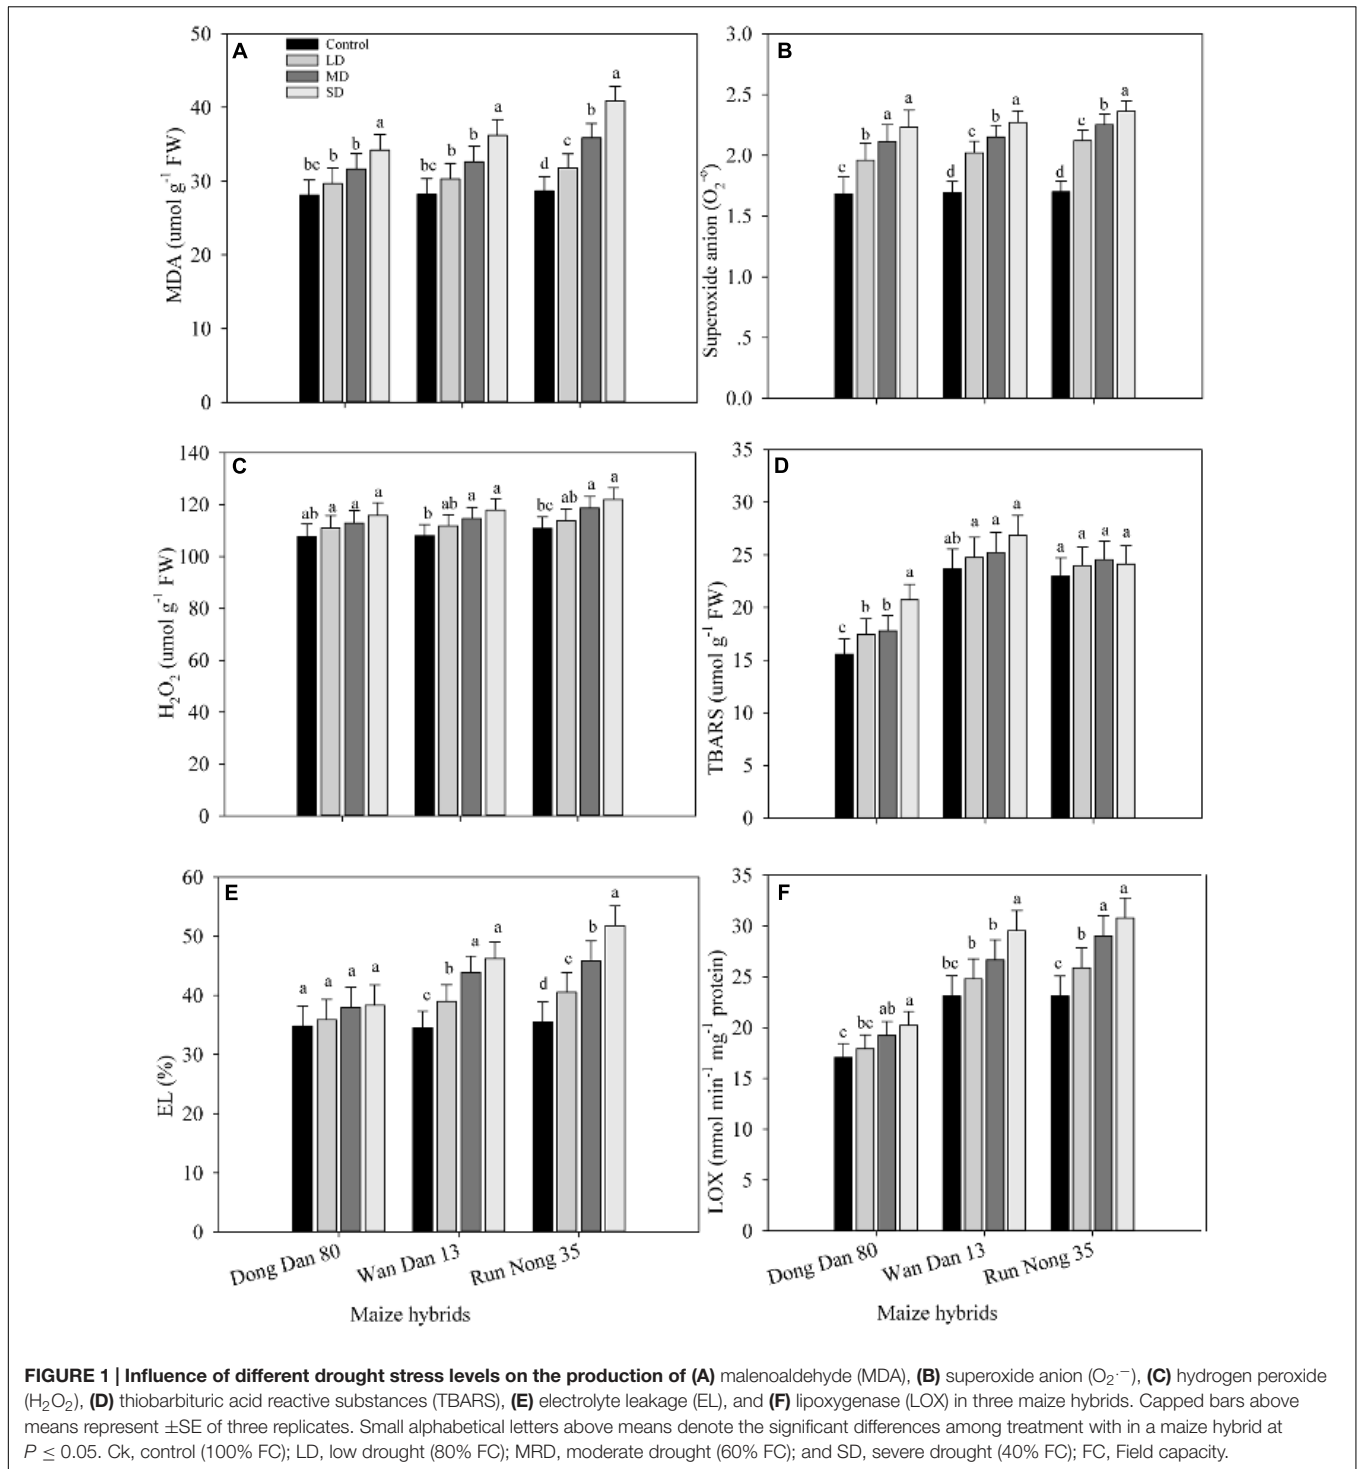 A
Control
LD
MD
SD
50
40
30
20
10
0
MDA (umol g-1 FW)
bc b b a
bc b b a
d c b a
B
3.0
2.5
2.0
1.5
1.0
.5
0.0
Superoxide anion (O2-o)
c b a a
d c b a
d c b a
C
140
120
100
80
60
40
20
0
H2O2 (umol g-1 FW)
ab a a a
b ab a a
bc ab a a
D
35
30
25
20
15
10
5
0
TBARS (umol g-1 FW)
c b b a
ab a a a
a a a a
E
60
50
40
30
20
10
0
EL (%)
a a a a
c b a a
d c b a
Dong Dan 80
Wan Dan 13
Run Nong 35
Maize hybrids
F
35
30
25
20
15
10
5
0
LOX (nmol min-1 mg-1 protein)
c bc ab a
bc b b a
c b a a
Dong Dan 80
Wan Dan 13
Run Nong 35
Maize hybrids
FIGURE 1 | Influence of different drought stress levels on the production of (A) malenoaldehyde (MDA), (B) superoxide anion (O2·−), (C) hydrogen peroxide
(H2O2), (D) thiobarbituric acid reactive substances (TBARS), (E) electrolyte leakage (EL), and (F) lipoxygenase (LOX) in three maize hybrids. Capped bars above
means represent ±SE of three replicates. Small alphabetical letters above means denote the significant differences among treatment with in a maize hybrid at
P ≤ 0.05. Ck, control (100% FC); LD, low drought (80% FC); MRD, moderate drought (60% FC); and SD, severe drought (40% FC); FC, Field capacity.